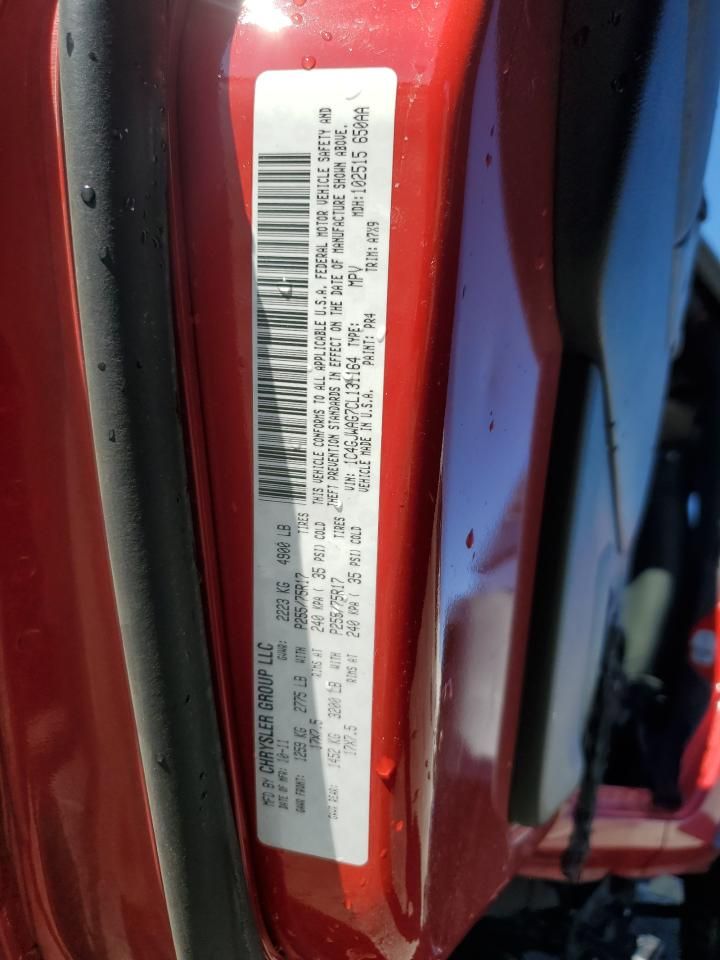 MFD BY CHRYSLER GROUP LLC
DATE OF MFR: 10-11 GVWR: 2223 KG 4900 LB
GAWR FRONT: 1259 KG 2775 LB WITH P255/75R17 TIRES
17X7.5 RIMS AT 240 KPA( 35 PSI) COLD
GAWR REAR: 1452 KG 3200 LB WITH P255/75R17 TIRES
17X7.5 RIMS AT 240 KPA( 35 PSI) COLD
THIS VEHICLE CONFORMS TO ALL APPLICABLE U.S.A. FEDERAL MOTOR VEHICLE SAFETY AND
THEFT PREVENTION STANDARDS IN EFFECT ON THE DATE OF MANUFACTURE SHOWN ABOVE.
VIN: 1C4GJWAG7CL131164 TYPE: MPV MDH:102515 650AA
VEHICLE MADE IN U.S.A. PAINT: PR4 TRIM: A7X9